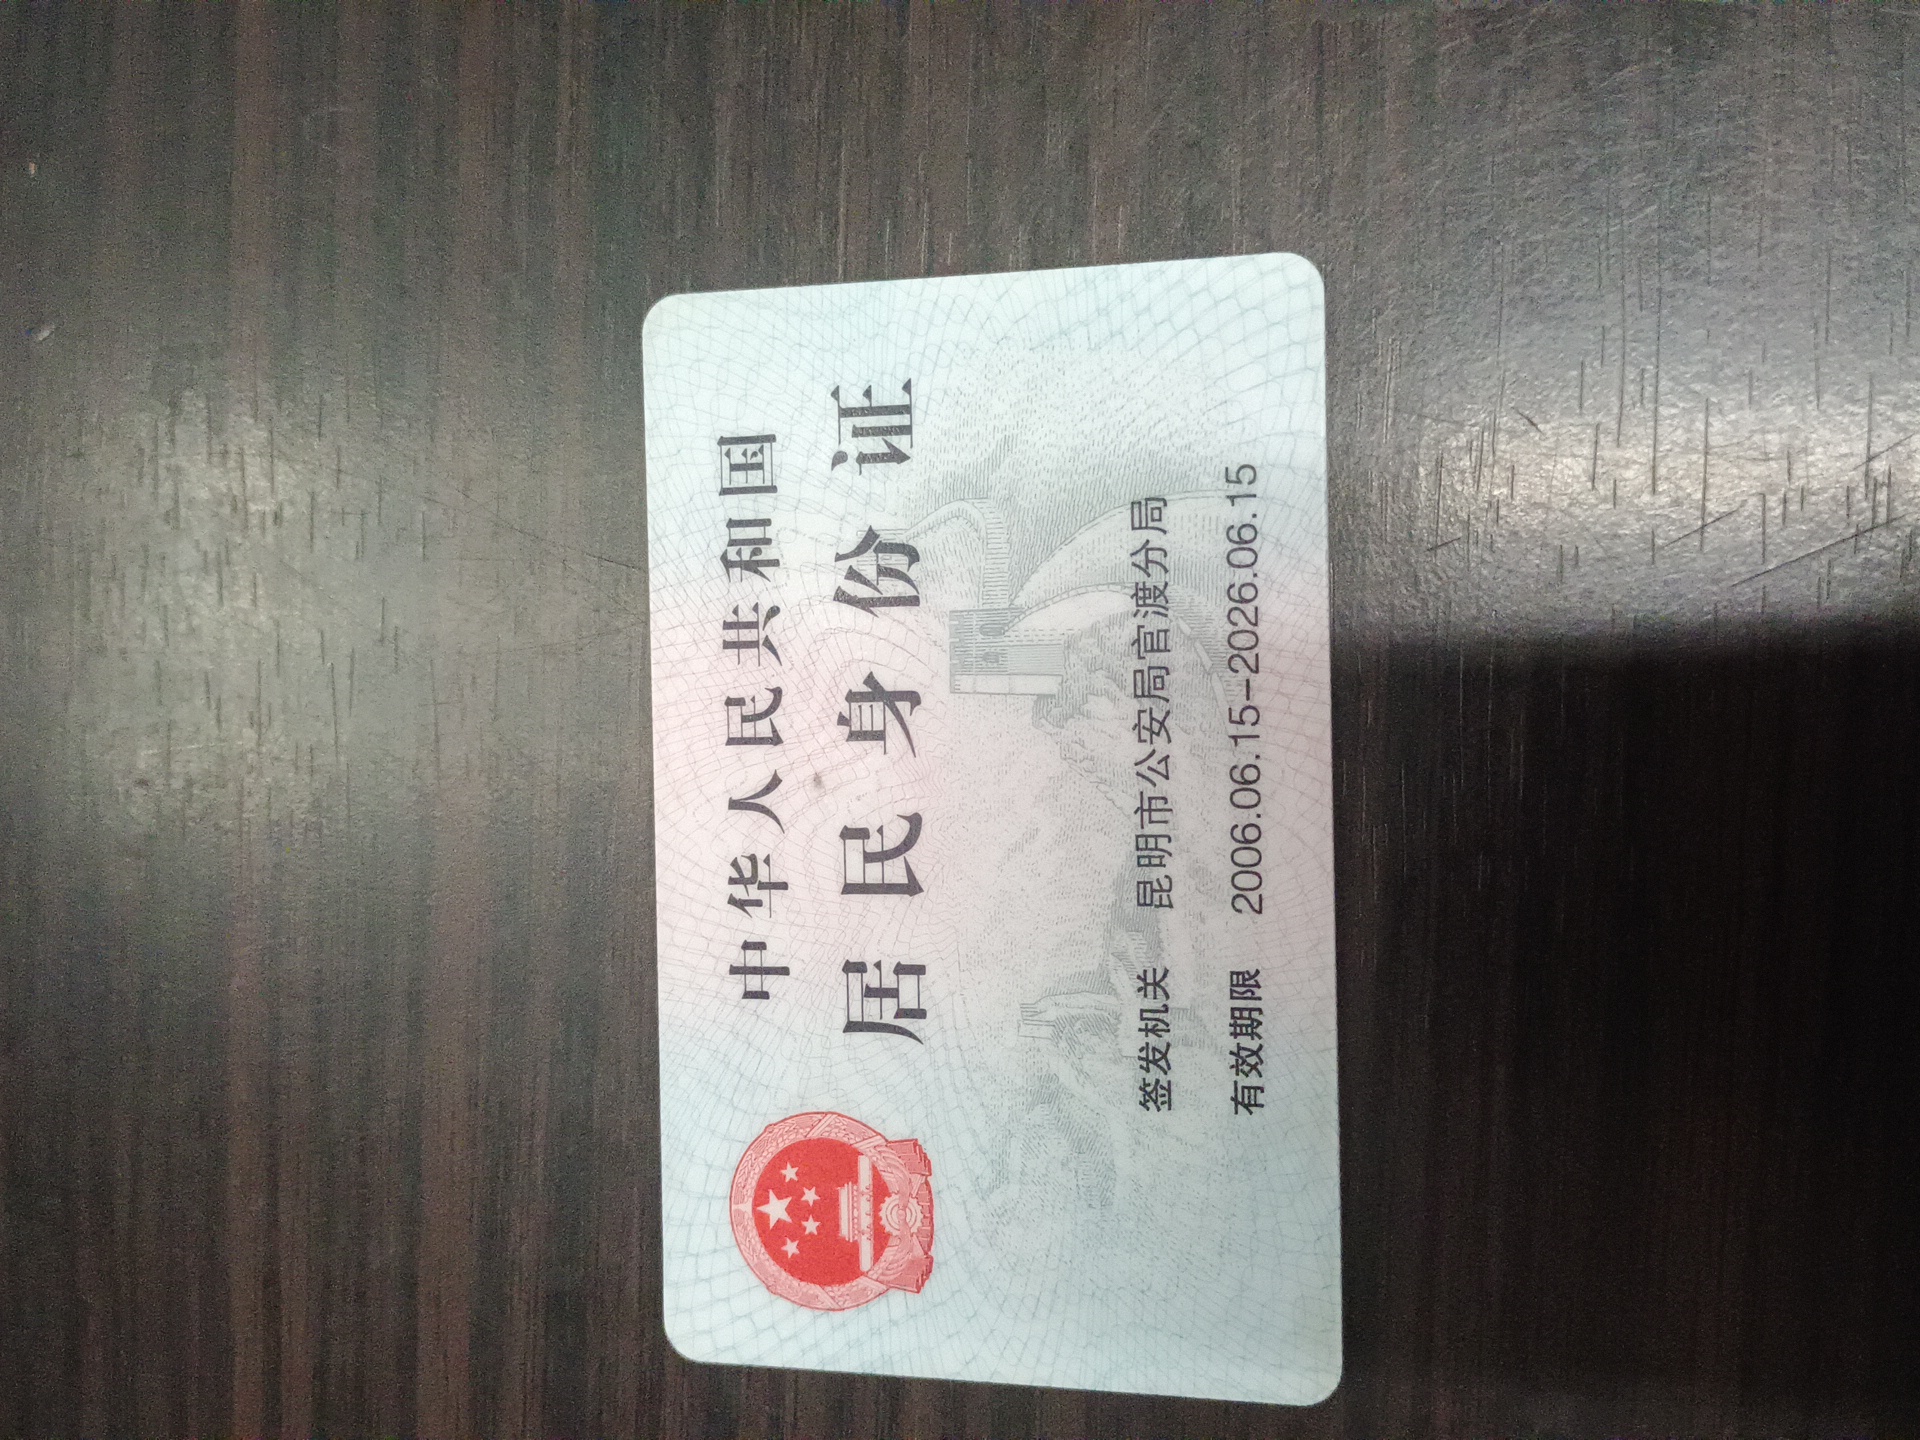 中华人民共和国
居民身份证
签发机关 昆明市公安局官渡分局
有效期限 2006.06.15-2026.06.15